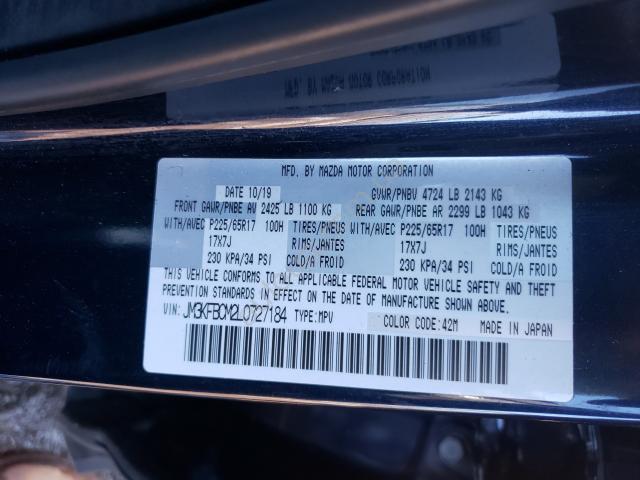 MFD. BY MAZDA MOTOR CORPORATION
DATE 10/19 GVWR/PNBV 4724 LB 2143 KG
FRONT GAWR/PNBE AV 2425 LB 1100 KG REAR GAWR/PNBE AR 2299 LB 1043 KG
WITH/AVEC P225/65R17 100H TIRES/PNEUS WITH/AVEC P225/65R17 100H TIRES/PNEUS
17X7J RIMS/JANTES 17X7J RIMS/JANTES
230 KPA/34 PSI COLD/A FROID 230 KPA/34 PSI COLD/A FROID
THIS VEHICLE CONFORMS TO ALL APPLICABLE FEDERAL MOTOR VEHICLE SAFETY AND THEFT
PREVENTION STANDARDS IN EFFECT ON THE DATE OF MANUFACTURE SHOWN ABOVE.
VIN: JM3KFBCM2L0727184 TYPE:MPV COLOR CODE:42M MADE IN JAPAN